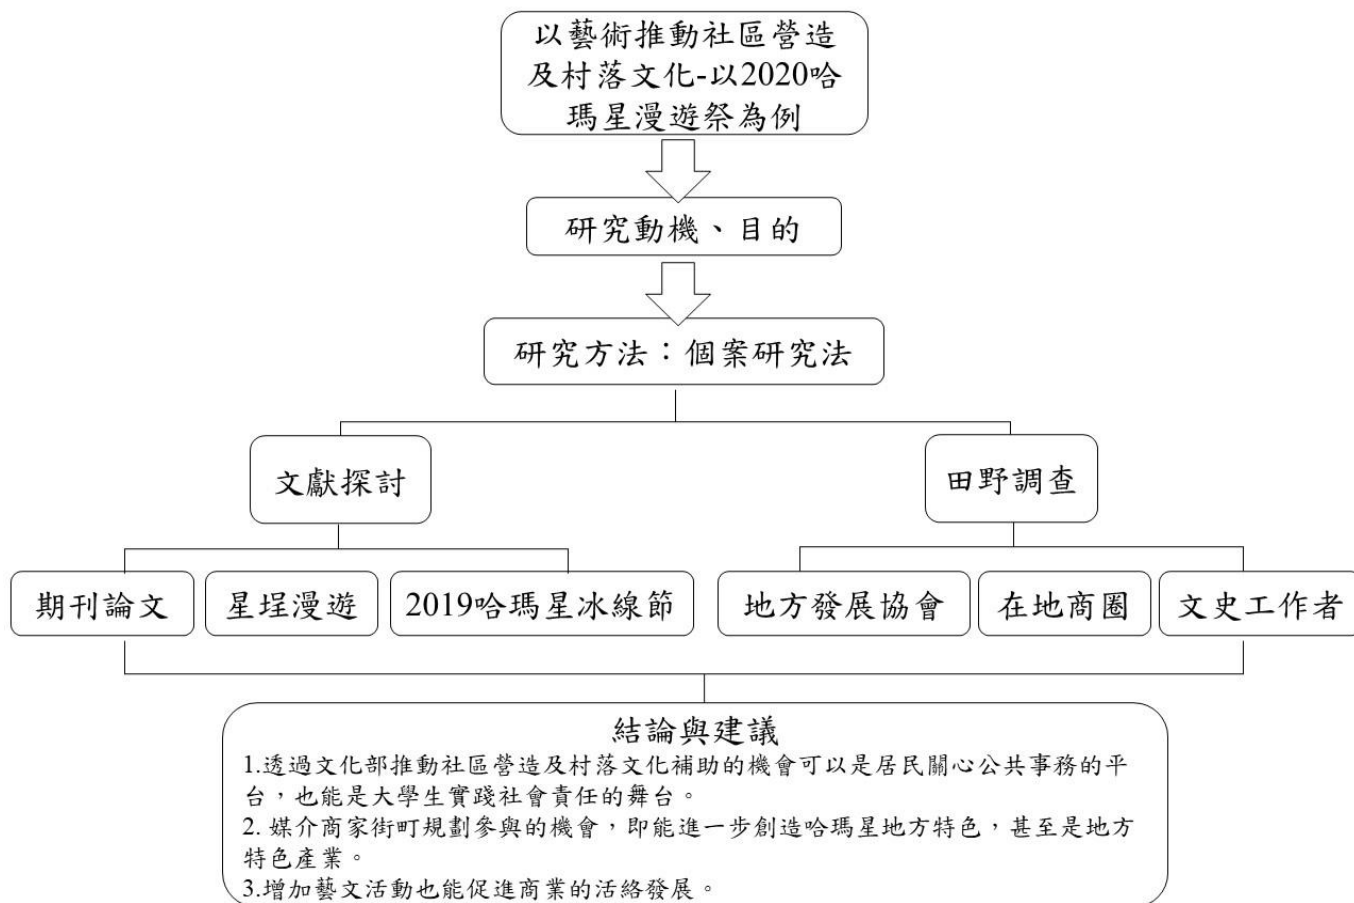 以藝術推動社區營造
及村落文化-以2020哈
瑪星漫遊祭為例
研究動機、目的
研究方法：個案研究法
文獻探討
田野調查
期刊論文
星埕漫遊
2019哈瑪星冰線節
地方發展協會
在地商圈
文史工作者
結論與建議
1.透過文化部推動社區營造及村落文化補助的機會可以是居民關心公共事務的平
台，也能是大學生實踐社會責任的舞台。
2. 媒介商家街町規劃參與的機會，即能進一步創造哈瑪星地方特色，甚至是地方
特色產業。
3.增加藝文活動也能促進商業的活絡發展。